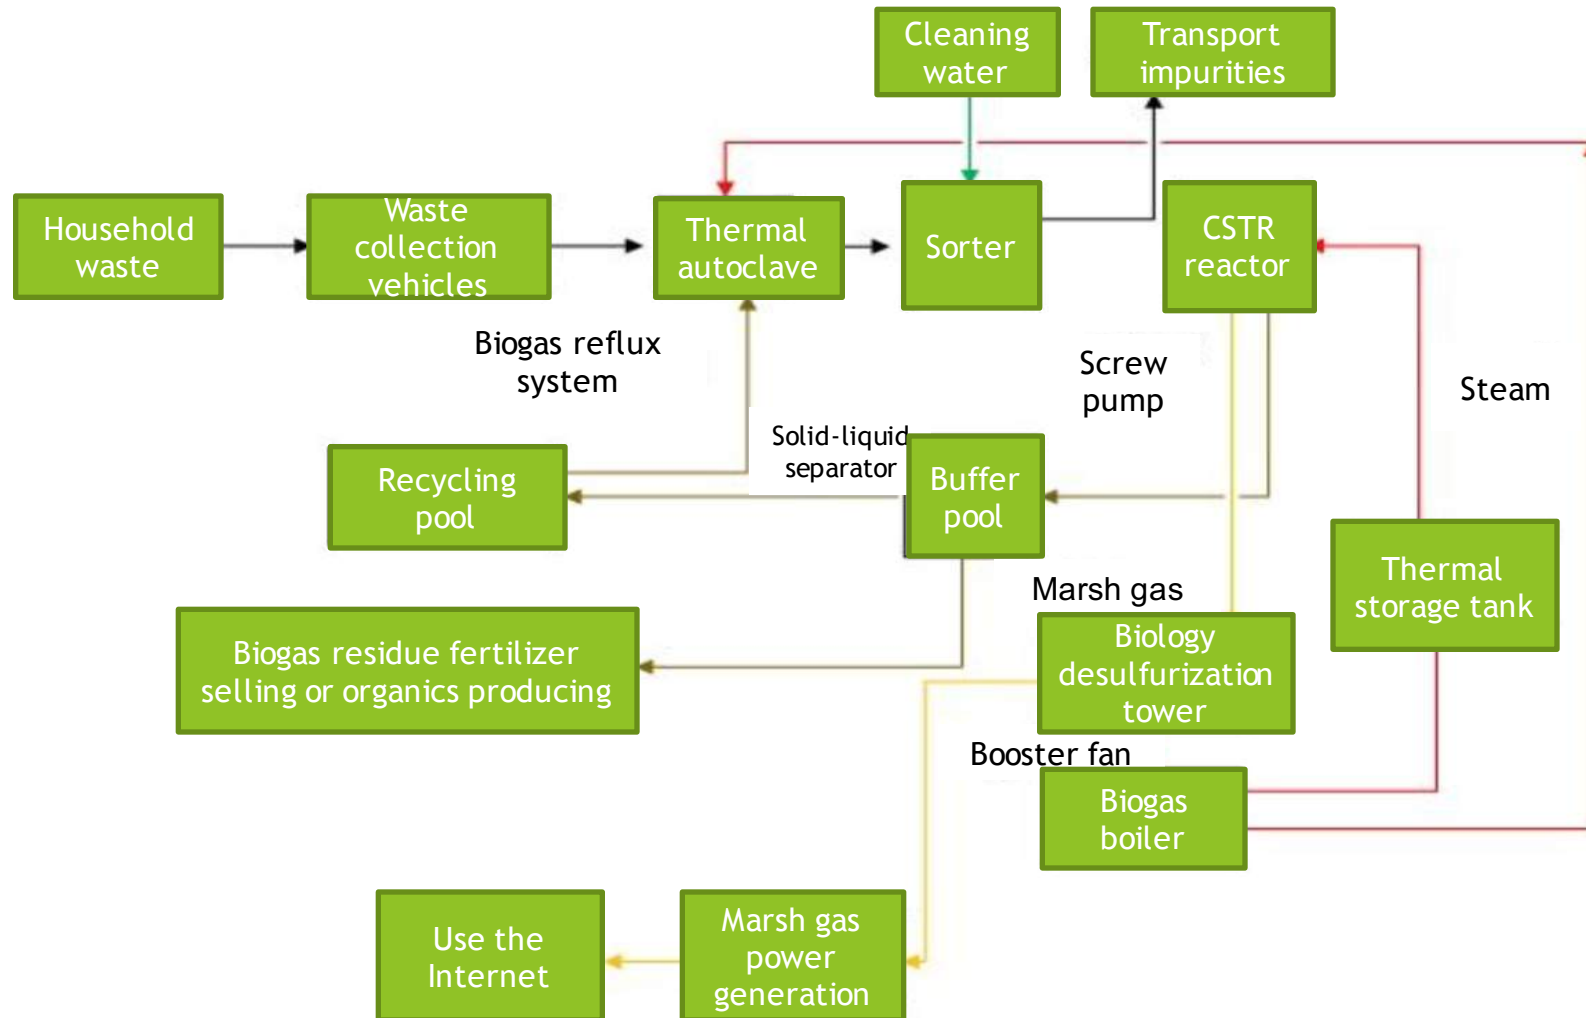 Cleaning
water
Transport
impurities
Household
waste
Waste
collection
vehicles
Thermal
autoclave
Sorter
CSTR
reactor
Biogas reflux
system
Screw
pump
Steam
Solid-liquid
separator
Recycling
pool
Buffer
pool
Thermal
storage tank
Marsh gas
Biogas residue fertilizer
selling or organics producing
Biology
desulfurization
tower
Booster fan
Biogas
boiler
Use the
Internet
Marsh gas
power
generation